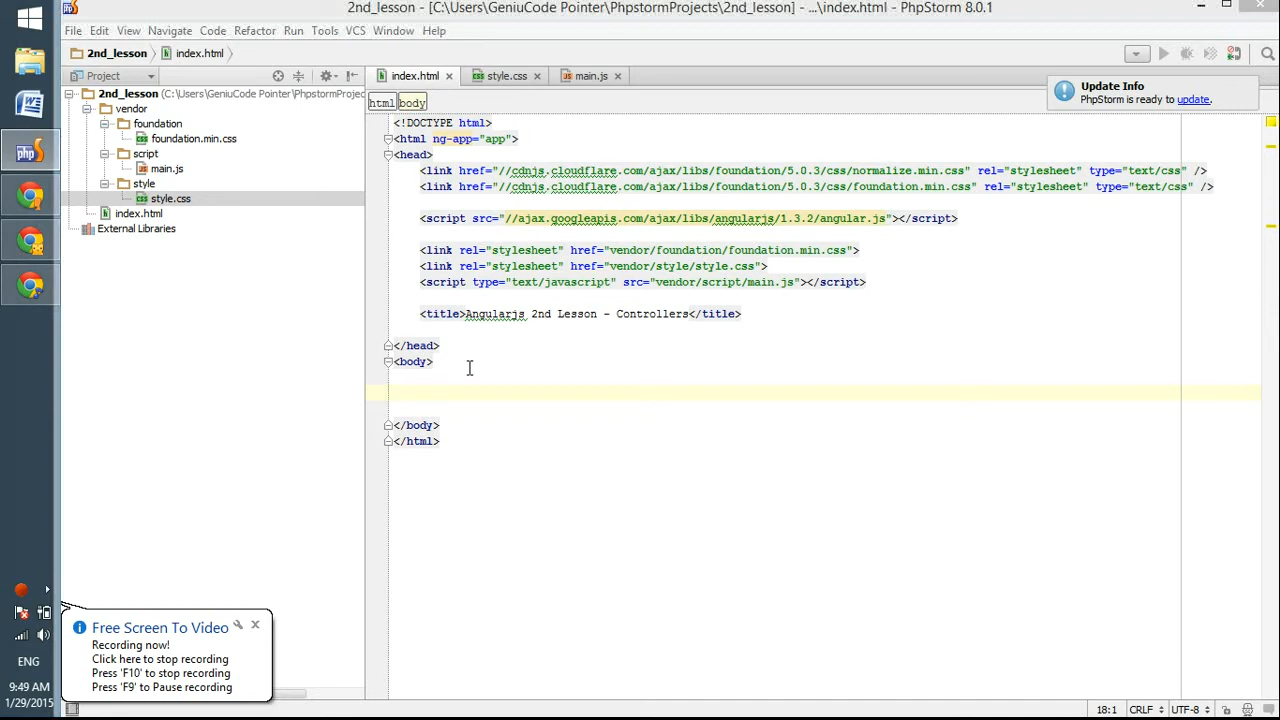 2nd_lesson - [C:\Users\GeniuCode Pointer\PhpstormProjects\2nd_lesson] - ...\index.html - PhpStorm 8.0.1
File Edit View Navigate Code Refactor Run Tools VCS Window Help
2nd_lesson index.html
Project
index.html style.css main.js
Update Info
PhpStorm is ready to update.
2nd_lesson (C:\Users\GeniuCode Pointer\PhpstormProjec
vendor
foundation
foundation.min.css
script
main.js
style
style.css
index.html
External Libraries
html body
<!DOCTYPE html>
<html ng-app="app">
<head>
<link href="//cdnjs.cloudflare.com/ajax/libs/foundation/5.0.3/css/normalize.min.css" rel="stylesheet" type="text/css" />
<link href="//cdnjs.cloudflare.com/ajax/libs/foundation/5.0.3/css/foundation.min.css" rel="stylesheet" type="text/css" />
<script src="//ajax.googleapis.com/ajax/libs/angularjs/1.3.2/angular.js"></script>
<link rel="stylesheet" href="vendor/foundation/foundation.min.css">
<link rel="stylesheet" href="vendor/style/style.css">
<script type="text/javascript" src="vendor/script/main.js"></script>
<title>Angularjs 2nd Lesson - Controllers</title>
</head>
<body>
</body>
</html>
Free Screen To Video
Recording now!
Click here to stop recording
Press 'F10' to stop recording
Press 'F9' to Pause recording
ENG
9:49 AM
1/29/2015
18:1 CRLF UTF-8